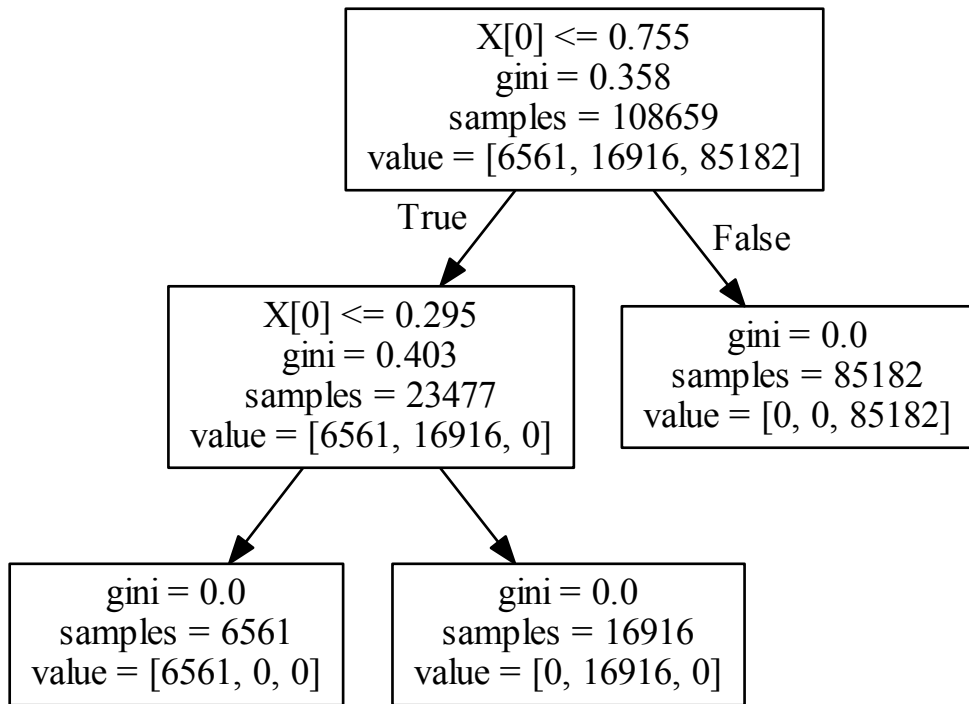 X[0] <= 0.755
gini = 0.358
samples = 108659
value = [6561, 16916, 85182]
True
False
X[0] <= 0.295
gini = 0.403
samples = 23477
value = [6561, 16916, 0]
gini = 0.0
samples = 85182
value = [0, 0, 85182]
gini = 0.0
samples = 6561
value = [6561, 0, 0]
gini = 0.0
samples = 16916
value = [0, 16916, 0]